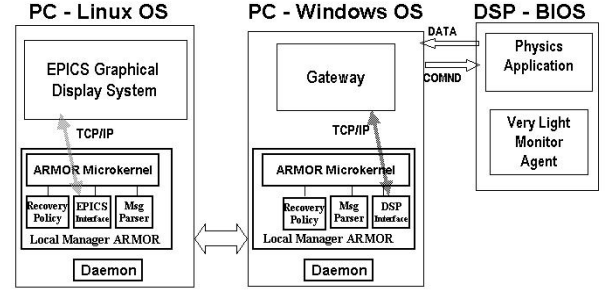 PC - Linux OS
EPICS Graphical
Display System
TCP/IP
ARMOR Microkernel
Recovery
Policy
EPICS
Interface
Msg
Parser
Local Manager ARMOR
Daemon
PC - Windows OS
Gateway
TCP/IP
ARMOR Microkernel
Recovery
Policy
Msg
Parser
DSP
Interface
Local Manager ARMOR
Daemon
DATA
COMND
DSP - BIOS
Physics
Application
Very Light
Monitor
Agent